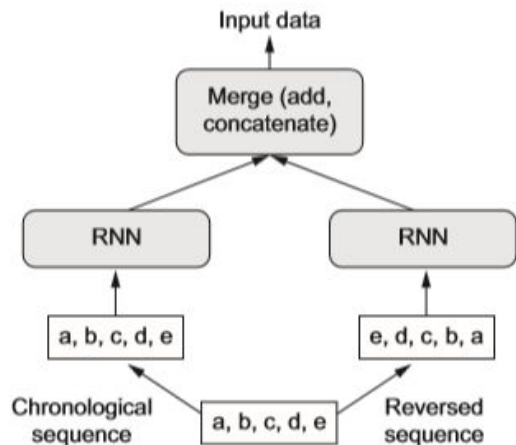 Input data
Merge (add,
concatenate)
RNN
RNN
a, b, c, d, e
e, d, c, b, a
Chronological
sequence
a, b, c, d, e
Reversed
sequence